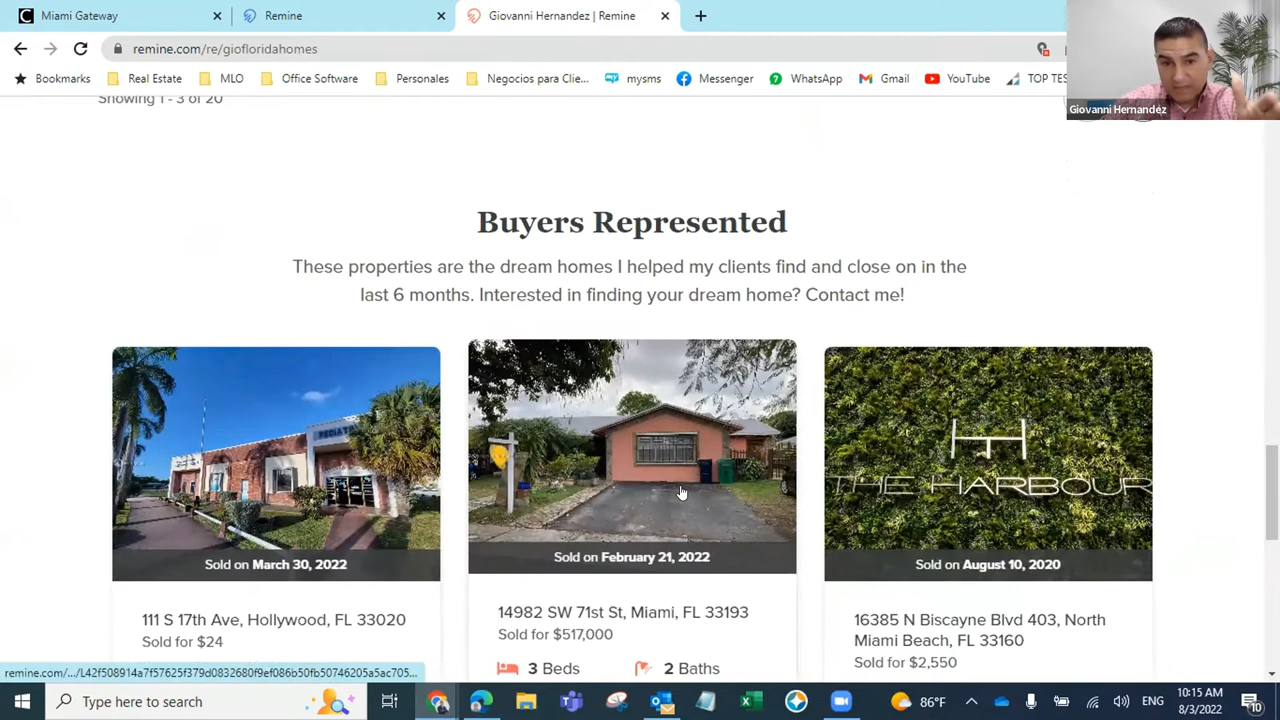 Miami Gateway
Remine
Giovanni Hernandez | Remine
remine.com/re/giofloridahomes
Bookmarks
Real Estate
MLO
Office Software
Personales
Negocios para Clie...
mysms
Messenger
WhatsApp
Gmail
YouTube
TOP TES
Giovanni Hernandez
Showing 1 - 3 of 20
Buyers Represented
These properties are the dream homes I helped my clients find and close on in the
last 6 months. Interested in finding your dream home? Contact me!
PEDIAT
THE HARBOUR
Sold on March 30, 2022
Sold on February 21, 2022
Sold on August 10, 2020
111 S 17th Ave, Hollywood, FL 33020
Sold for $24
14982 SW 71st St, Miami, FL 33193
Sold for $517,000
3 Beds
2 Baths
16385 N Biscayne Blvd 403, North
Miami Beach, FL 33160
Sold for $2,550
remine.com/.../L42f508914a7f57625f379d0832680f9ef086b50fb50746205a5ac705...
Type here to search
86°F
ENG
10:15 AM
8/3/2022
10